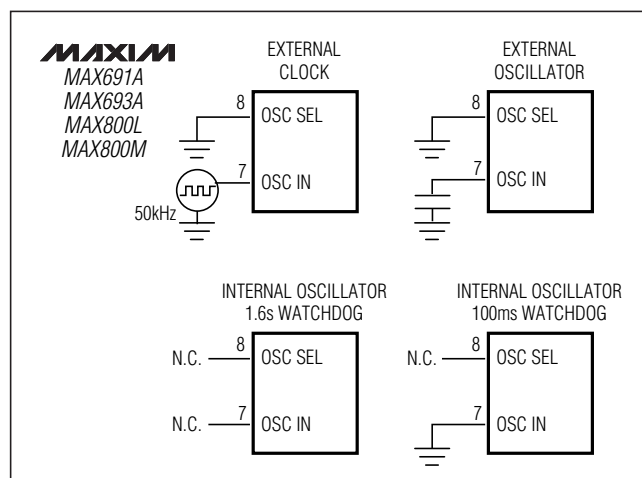 MAXIM
MAX691A
MAX693A
MAX800L
MAX800M
EXTERNAL
CLOCK
8
OSC SEL
7
OSC IN
50kHz
EXTERNAL
OSCILLATOR
8
OSC SEL
7
OSC IN
INTERNAL OSCILLATOR
1.6s WATCHDOG
N.C.
8
OSC SEL
N.C.
7
OSC IN
INTERNAL OSCILLATOR
100ms WATCHDOG
N.C.
8
OSC SEL
7
OSC IN